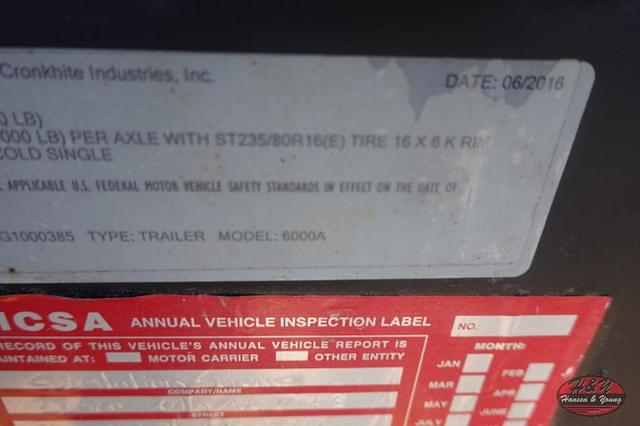 Cronkhite Industries, Inc.
DATE: 06/2016
LB)
000 LB) PER AXLE WITH ST235/80R16(E) TIRE 16 X 6 K RIM
COLD SINGLE
APPLICABLE U.S. FEDERAL MOTOR VEHICLE SAFETY STANDARDS IN EFFECT ON THE DATE OF
G1000385 TYPE: TRAILER MODEL: 6000A
MCSA ANNUAL VEHICLE INSPECTION LABEL
NO.
RECORD OF THIS VEHICLE'S ANNUAL VEHICLE REPORT IS
MAINTAINED AT: MOTOR CARRIER OTHER ENTITY
COMPANY/NAME
STREET
MONTH:
JAN FEB
MAR APR
MAY JUNE
JULY
H&Y
Hansen & Young